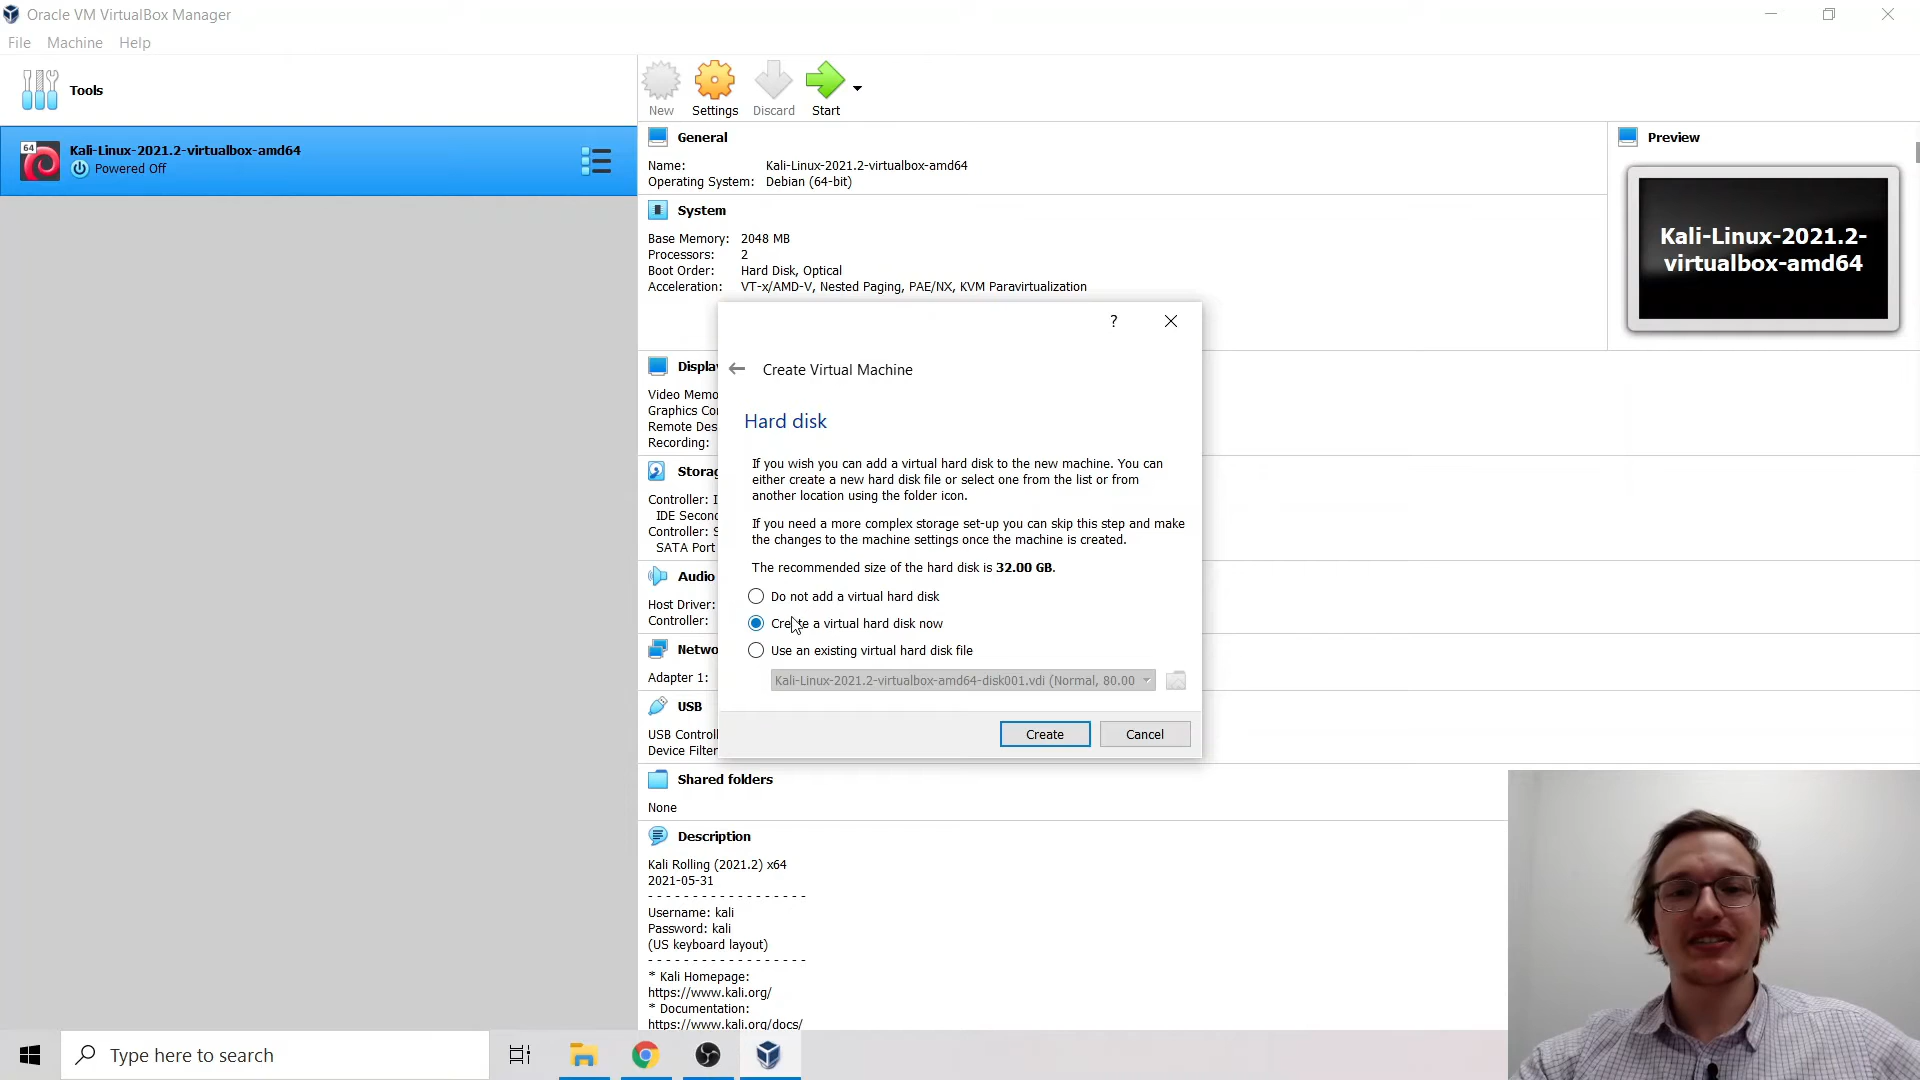 Oracle VM VirtualBox Manager
File Machine Help
Tools
New Settings Discard Start
64
Kali-Linux-2021.2-virtualbox-amd64
Powered Off
General
Name: Kali-Linux-2021.2-virtualbox-amd64
Operating System: Debian (64-bit)
Preview
Kali-Linux-2021.2-
virtualbox-amd64
System
Base Memory: 2048 MB
Processors: 2
Boot Order: Hard Disk, Optical
Acceleration: VT-x/AMD-V, Nested Paging, PAE/NX, KVM Paravirtualization
Display
Video Memo
Graphics Co
Remote Des
Recording:
Storag
Controller: I
IDE Second
Controller: S
SATA Port
Audio
Host Driver:
Controller:
Netwo
Adapter 1:
USB
USB Control
Device Filter
Shared folders
None
Description
Kali Rolling (2021.2) x64
2021-05-31
- - - - - - - - - - - - - - - - - -
Username: kali
Password: kali
(US keyboard layout)
- - - - - - - - - - - - - - - - - -
* Kali Homepage:
https://www.kali.org/
* Documentation:
https://www.kali.org/docs/
?
Create Virtual Machine
Hard disk
If you wish you can add a virtual hard disk to the new machine. You can
either create a new hard disk file or select one from the list or from
another location using the folder icon.
If you need a more complex storage set-up you can skip this step and make
the changes to the machine settings once the machine is created.
The recommended size of the hard disk is 32.00 GB.
Do not add a virtual hard disk
Create a virtual hard disk now
Use an existing virtual hard disk file
Kali-Linux-2021.2-virtualbox-amd64-disk001.vdi (Normal, 80.00
Create Cancel
Type here to search